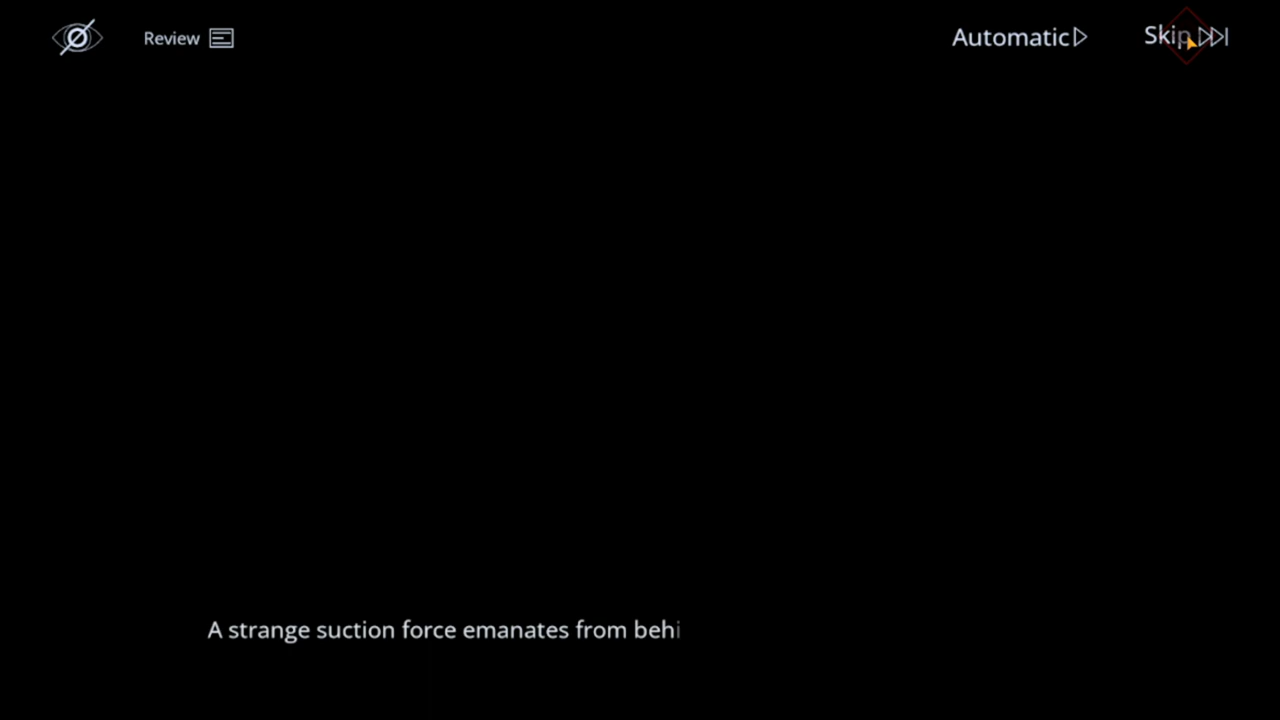 Review
Automatic
Skip
A strange suction force emanates from behi